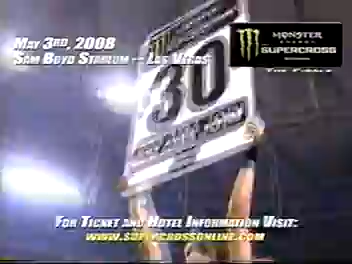 May 3rd, 2008
Sam Boyd Stadium -- Las Vegas
MONSTER
ENERGY
SUPERCROSS
30
For Ticket and Hotel Information Visit:
www.supercrossonline.com